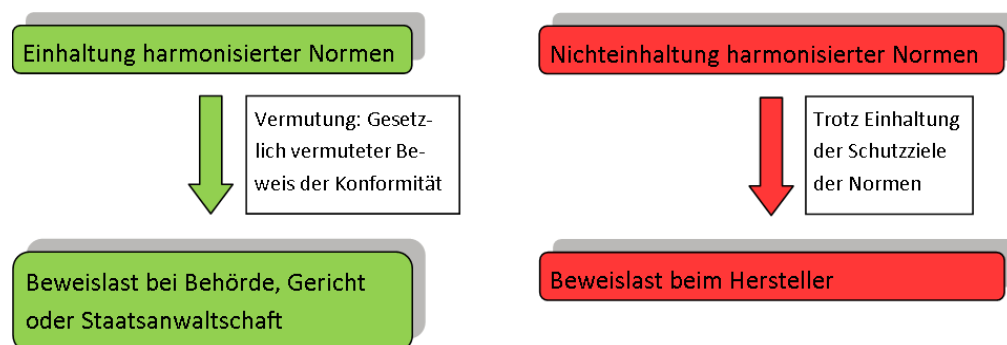 Einhaltung harmonisierter Normen
Vermutung: Gesetz-
lich vermuteter Be-
weis der Konformität
Beweislast bei Behörde, Gericht
oder Staatsanwaltschaft
Nichteinhaltung harmonisierter Normen
Trotz Einhaltung
der Schutzziele
der Normen
Beweislast beim Hersteller